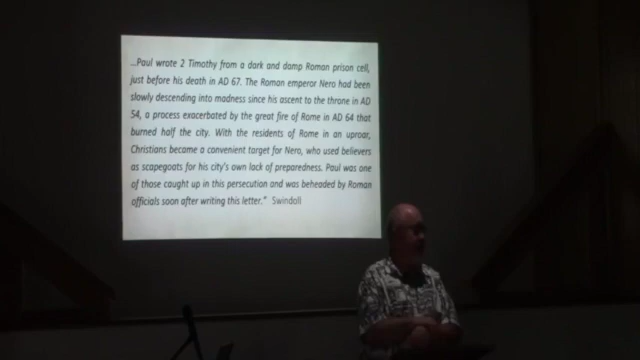 ...Paul wrote 2 Timothy from a dark and damp Roman prison cell,
just before his death in AD 67. The Roman emperor Nero had been
slowly descending into madness since his ascent to the throne in AD
54, a process exacerbated by the great fire of Rome in AD 64 that
burned half the city. With the residents of Rome in an uproar,
Christians became a convenient target for Nero, who used believers
as scapegoats for his city's own lack of preparedness. Paul was one
of those caught up in this persecution and was beheaded by Roman
officials soon after writing this letter." Swindoll